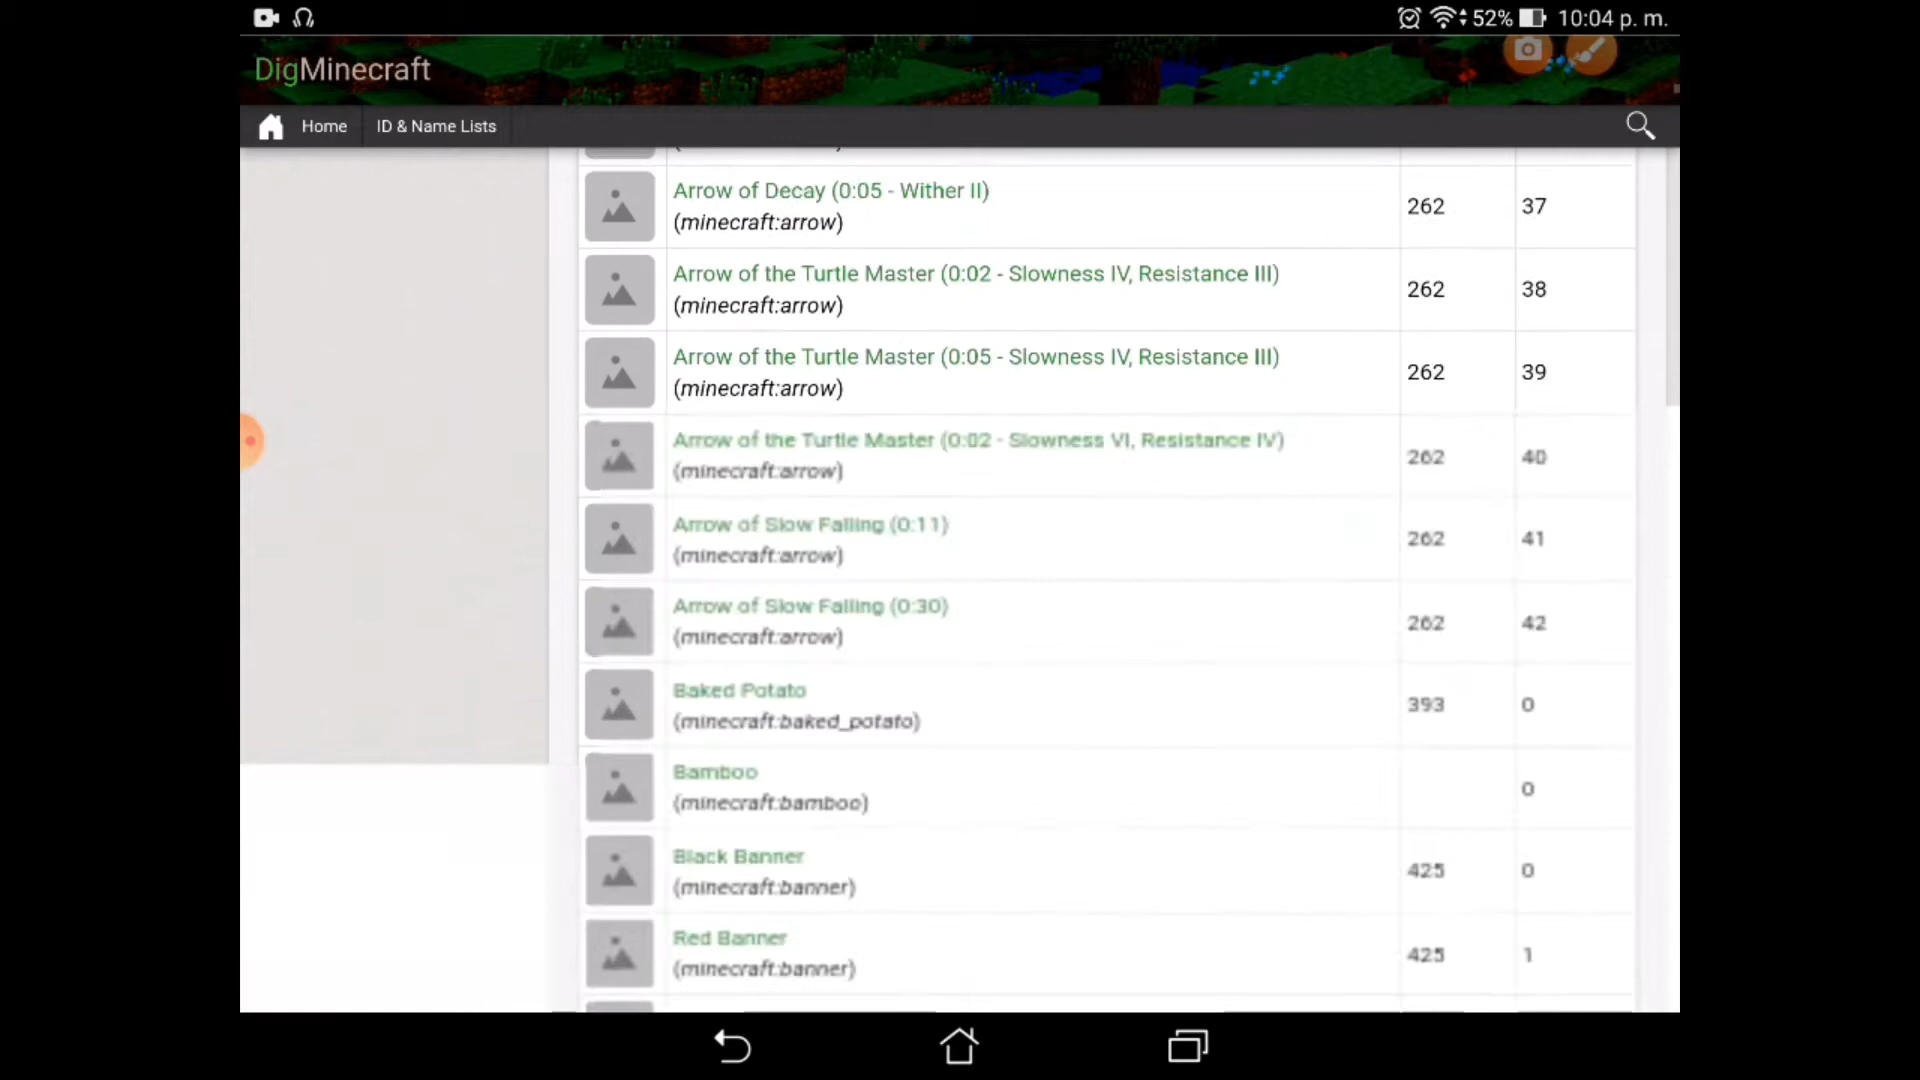 52% 10:04 p. m.
DigMinecraft
Home ID & Name Lists
Arrow of Decay (0:05 - Wither II)
(minecraft:arrow) 262 37
Arrow of the Turtle Master (0:02 - Slowness IV, Resistance III)
(minecraft:arrow) 262 38
Arrow of the Turtle Master (0:05 - Slowness IV, Resistance III)
(minecraft:arrow) 262 39
Arrow of the Turtle Master (0:02 - Slowness VI, Resistance IV)
(minecraft:arrow) 262 40
Arrow of Slow Falling (0:11)
(minecraft:arrow) 262 41
Arrow of Slow Falling (0:30)
(minecraft:arrow) 262 42
Baked Potato
(minecraft:baked_potato) 393 0
Bamboo
(minecraft:bamboo) 0
Black Banner
(minecraft:banner) 425 0
Red Banner
(minecraft:banner) 425 1